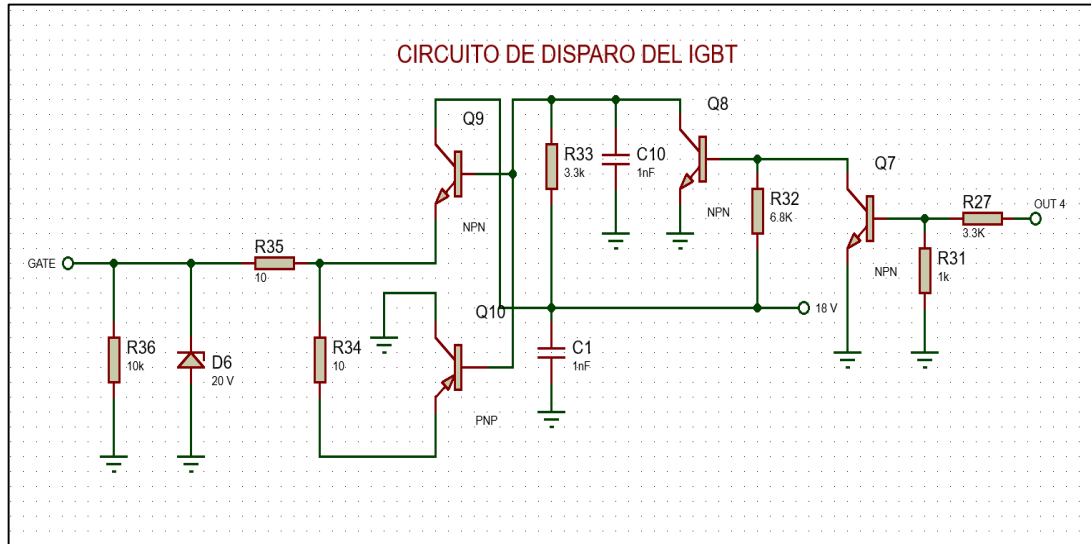 CIRCUITO DE DISPARO DEL IGBT
Q9
NPN
R33
3.3k
C10
1nF
Q8
NPN
R32
6.8K
Q7
NPN
R27
3.3K
OUT 4
R31
1k
GATE
R35
10
18 V
Q10
PNP
R36
10k
D6
20 V
R34
10
C1
1nF